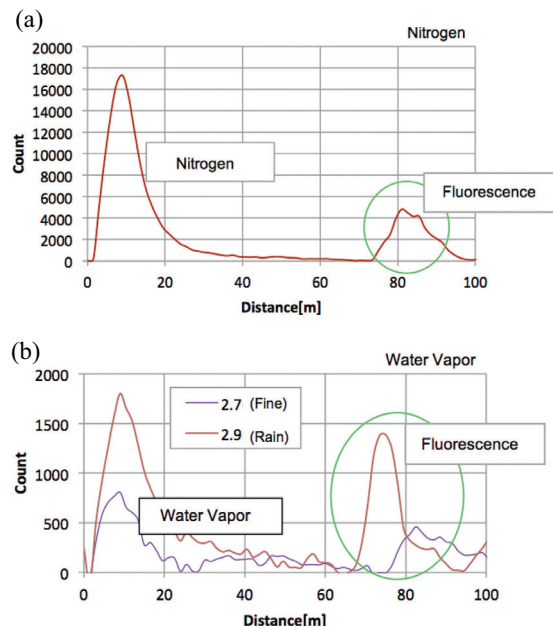 (a)
Nitrogen
20000
18000
16000
14000
12000
10000
8000
6000
4000
2000
0
Count
Nitrogen
Fluorescence
0 20 40 60 80 100
Distance[m]
(b)
Water Vapor
2000
1500
1000
500
0
Count
2.7 (Fine)
2.9 (Rain)
Fluorescence
Water Vapor
0 20 40 60 80 100
Distance[m]